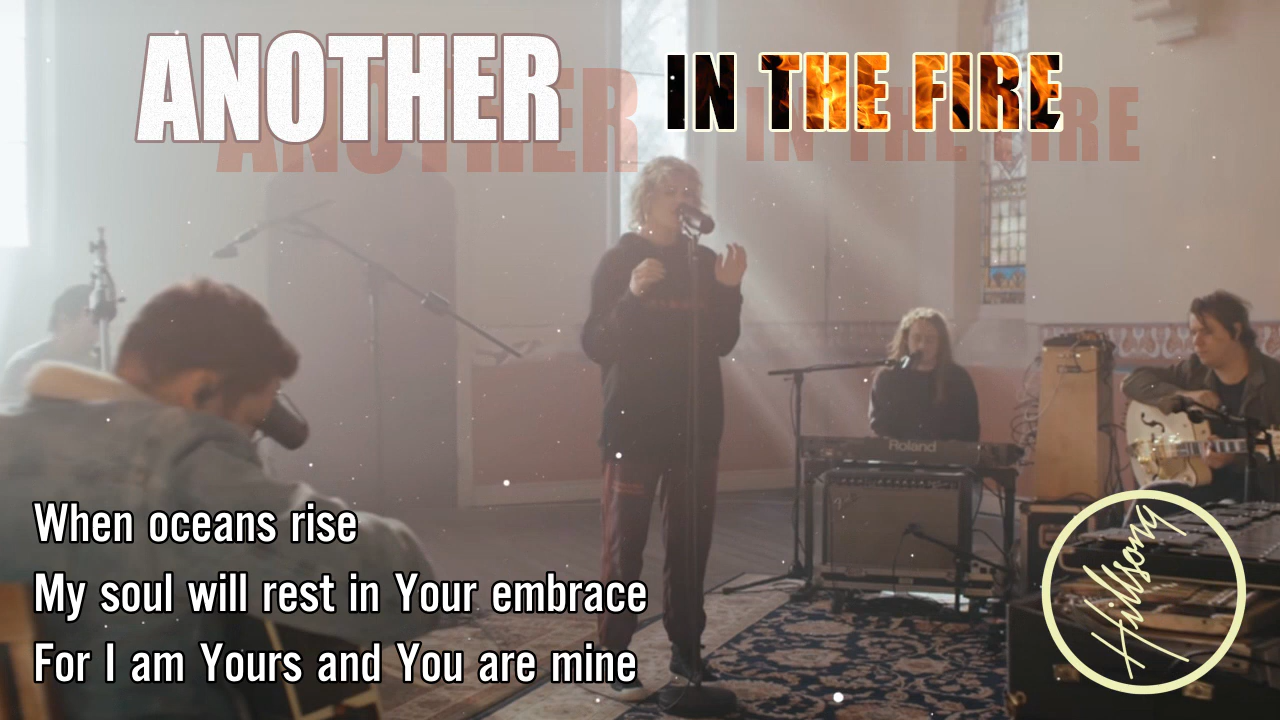 ANOTHER IN THE FIRE
Roland
When oceans rise
My soul will rest in Your embrace
For I am Yours and You are mine
Hillsong